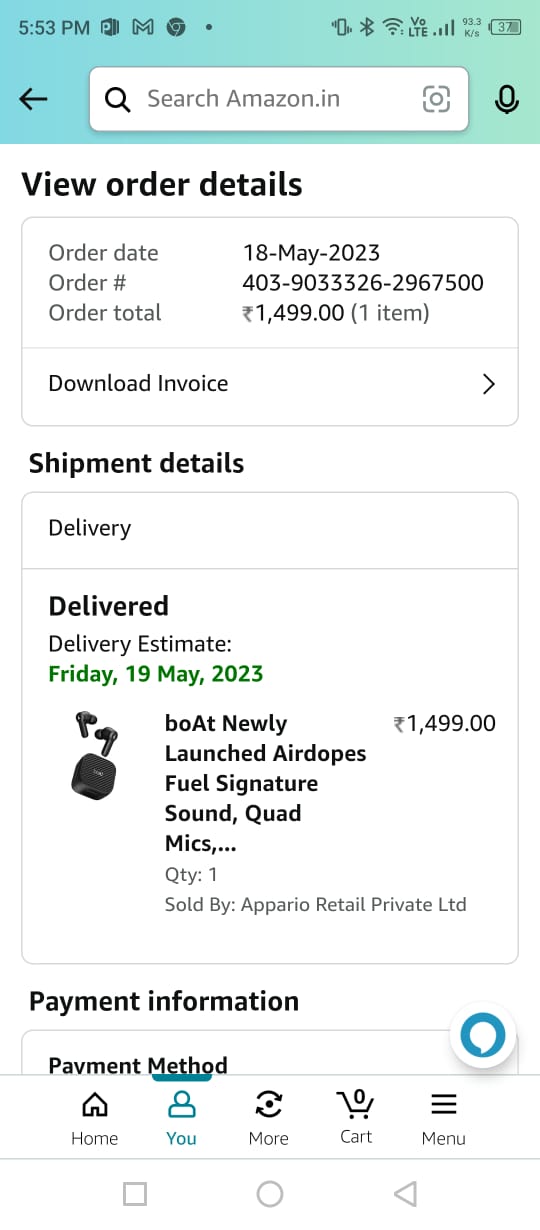 5:53 PM Vo LTE 93.3 K/s 37
Search Amazon.in
View order details
Order date 18-May-2023
Order # 403-9033326-2967500
Order total ₹1,499.00 (1 item)
Download Invoice
Shipment details
Delivery
Delivered
Delivery Estimate:
Friday, 19 May, 2023
boAt Newly ₹1,499.00
Launched Airdopes
Fuel Signature
Sound, Quad
Mics,...
Qty: 1
Sold By: Appario Retail Private Ltd
Payment information
Payment Method
0
Home You More Cart Menu